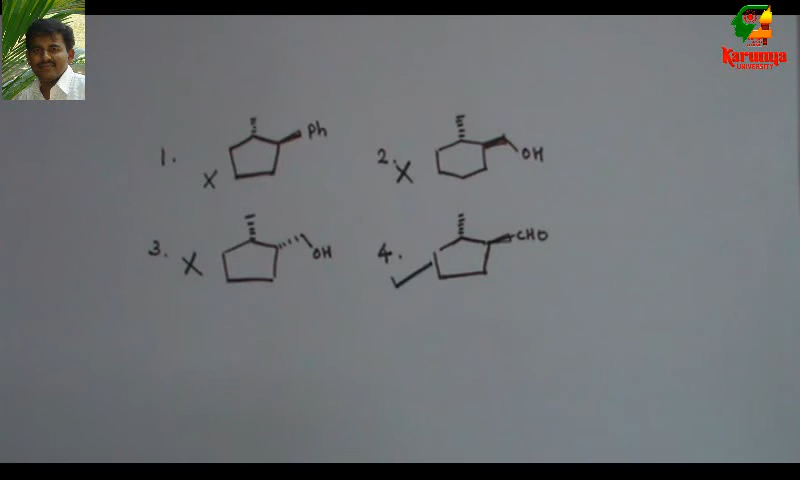 Karunya
UNIVERSITY
1. X Ph
2. X OH
3. X OH
4. CHO